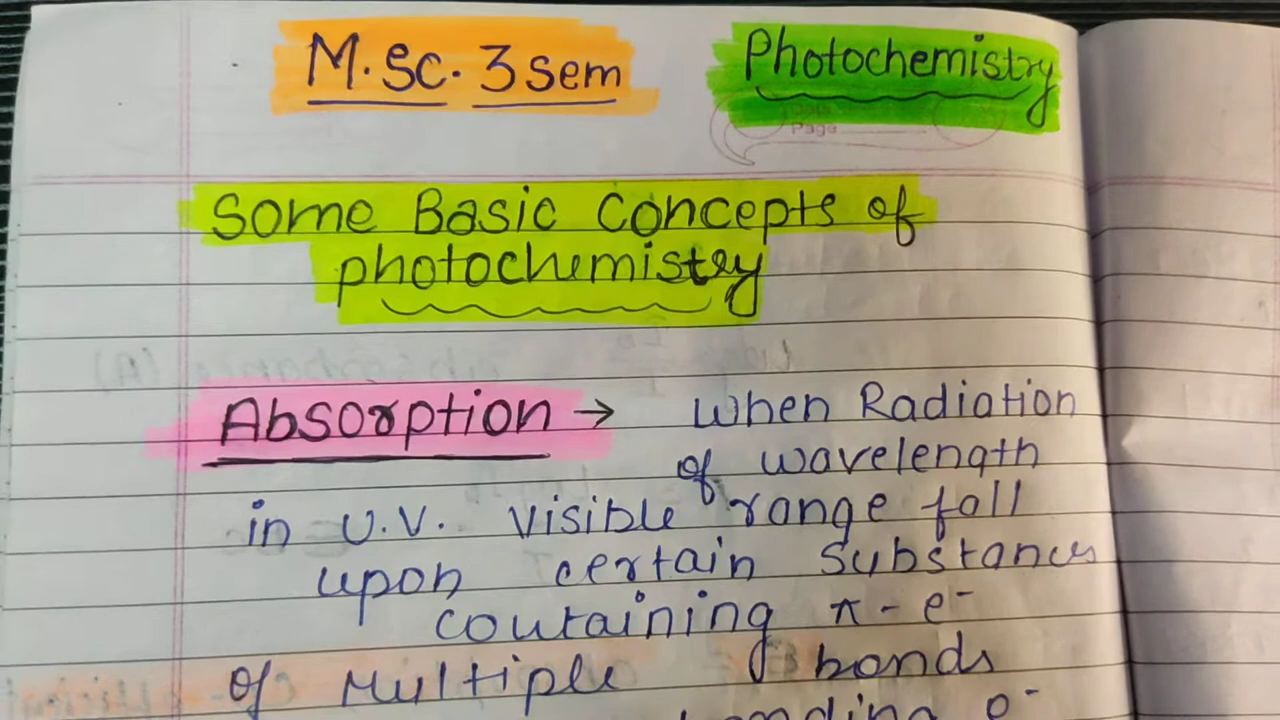 M.Sc. 3 sem
Photochemistry
Page
Some Basic Concepts of
photochemistry
Absorption → When Radiation
of wavelength
in U.V. visible range fall
upon certain Substances
containing π-e⁻
of Multiple bonds
e⁻